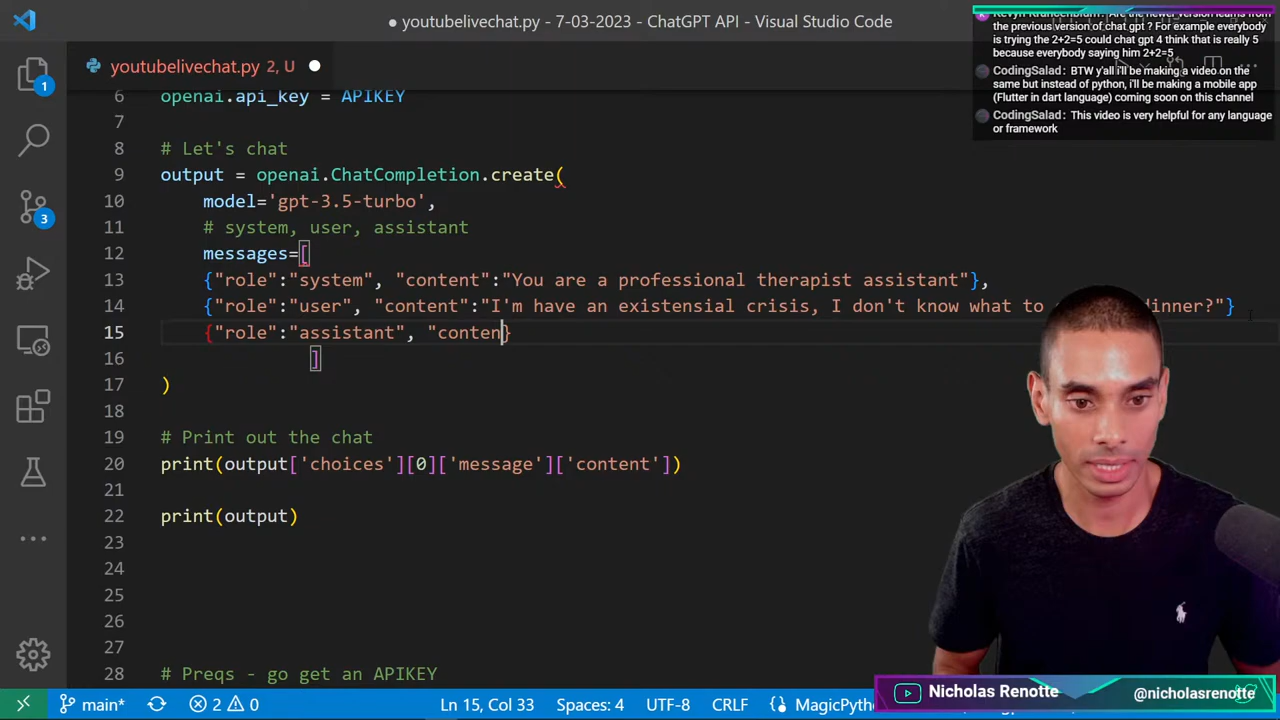 youtubelivechat.py - 7-03-2023 - ChatGPT API - Visual Studio Code
the previous version of chat gpt ? For example everybody
is trying the 2+2=5 could chat gpt 4 think that is really 5
because everybody saying him 2+2=5
CodingSalad: BTW y'all i'll be making a video on the
same but instead of python, i'll be making a mobile app
(Flutter in dart language) coming soon on this channel
CodingSalad: This video is very helpful for any language
or framework
youtubelivechat.py 2, U
1
3
6 openai.api_key = APIKEY
7
8 # Let's chat
9 output = openai.ChatCompletion.create(
10 model='gpt-3.5-turbo',
11 # system, user, assistant
12 messages=[
13 {"role":"system", "content":"You are a professional therapist assistant"},
14 {"role":"user", "content":"I'm have an existensial crisis, I don't know what to dinner?"}
15 {"role":"assistant", "conten}
16 ]
17 )
18
19 # Print out the chat
20 print(output['choices'][0]['message']['content'])
21
22 print(output)
23
24
25
26
27
28 # Preqs - go get an APIKEY
main* 2 0 Ln 15, Col 33 Spaces: 4 UTF-8 CRLF
Nicholas Renotte @nicholasrenotte